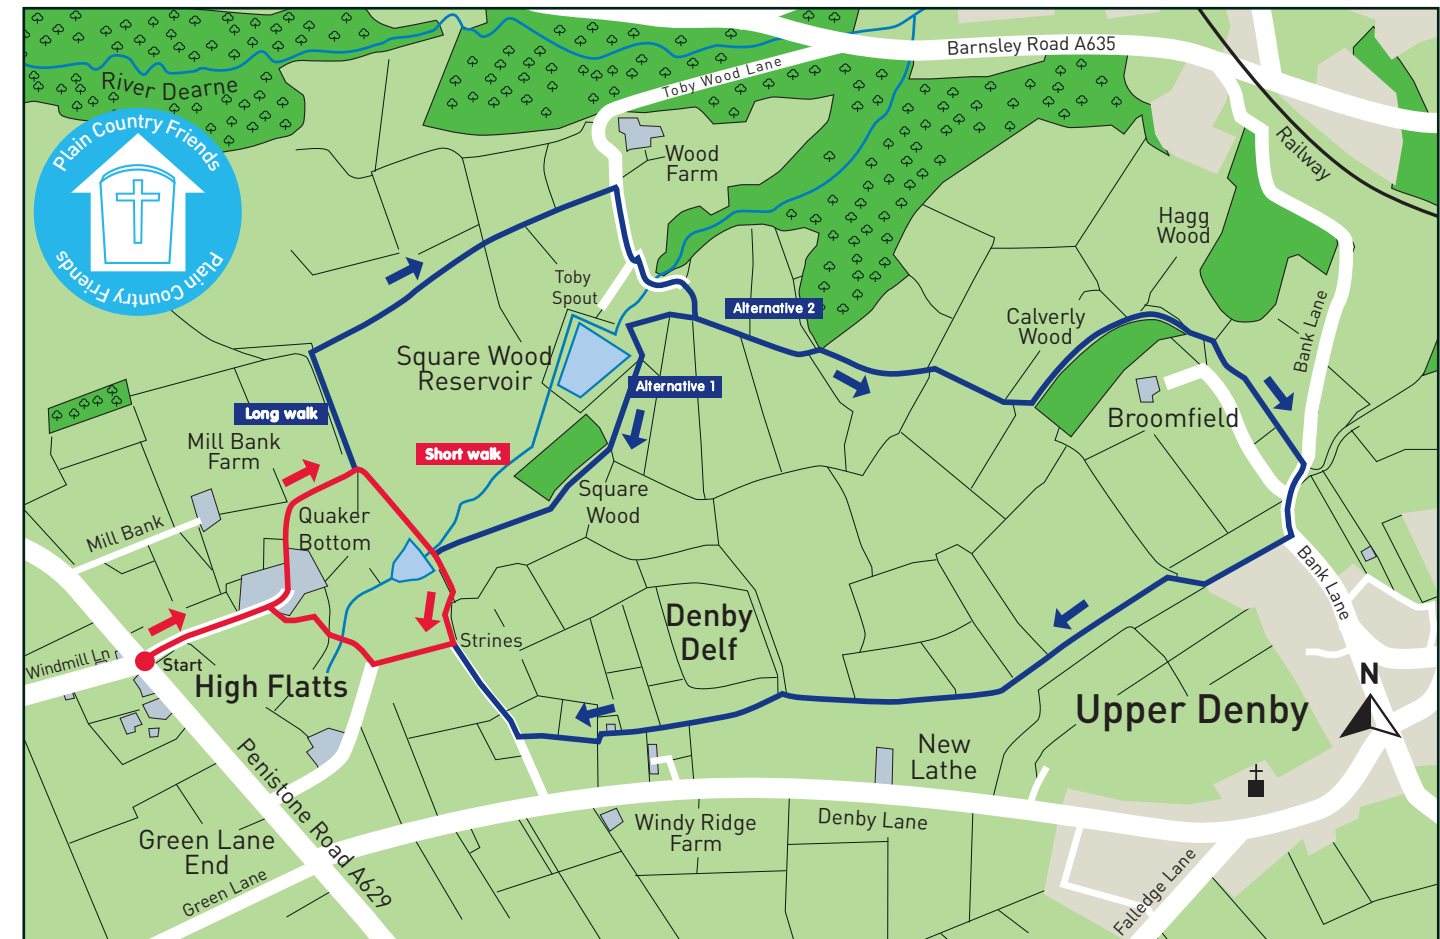 River Dearne
Plain Country Friends
Plain Country Friends
Barnsley Road A635
Toby Wood Lane
Wood
Farm
Railway
Hagg
Wood
Toby
Spout
Alternative 2
Calverly
Wood
Bank Lane
Square Wood
Reservoir
Alternative 1
Long walk
Broomfield
Mill Bank
Farm
Short walk
Square
Wood
Quaker
Bottom
Mill Bank
Bank Lane
Denby
Delf
Strines
Windmill Ln
Start
High Flatts
N
Upper Denby
Penistone Road A629
New
Lathe
Green Lane
End
Windy Ridge
Farm
Denby Lane
Green Lane
Falledge Lane